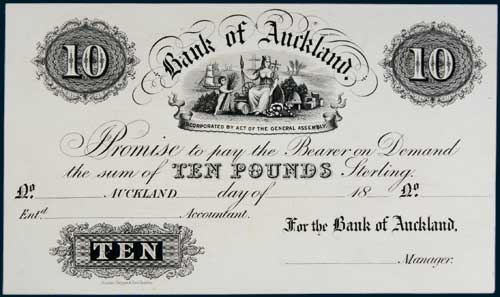 10 Bank of Auckland. 10
INCORPORATED BY ACT OF THE GENERAL ASSEMBLY.
Promise to pay the Bearer on Demand
the sum of TEN POUNDS Sterling.
No. AUCKLAND day of 18 No.
Entd. Accountant.
For the Bank of Auckland,
TEN
Manager.